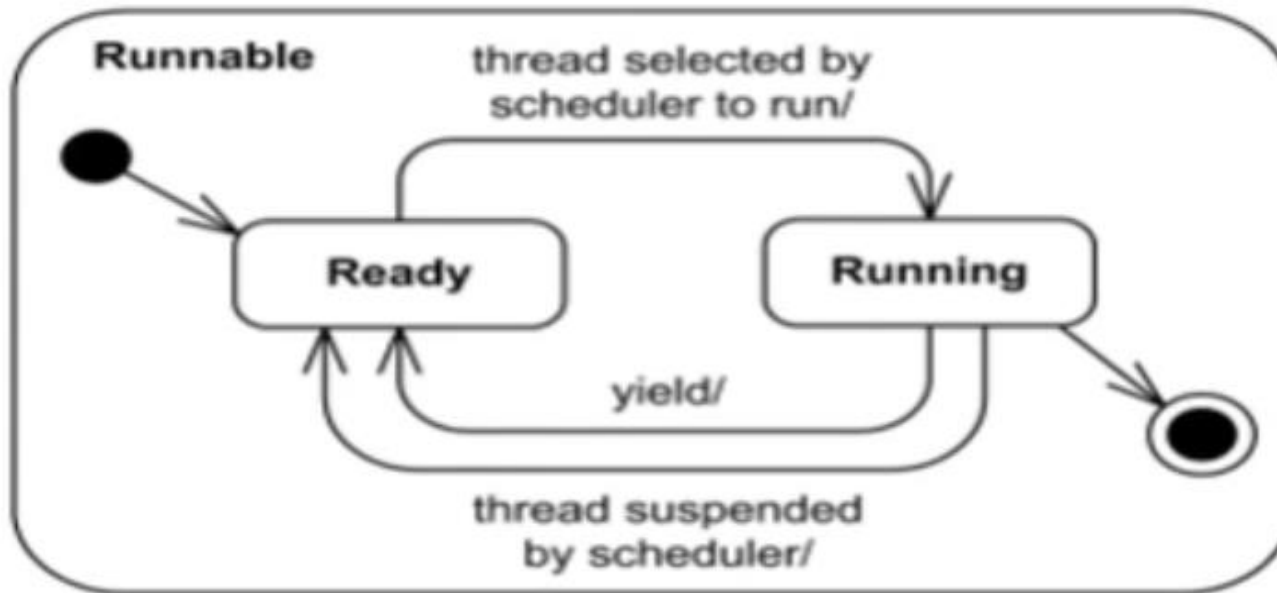 Runnable
thread selected by
scheduler to run/
Ready
Running
yield/
thread suspended
by scheduler/